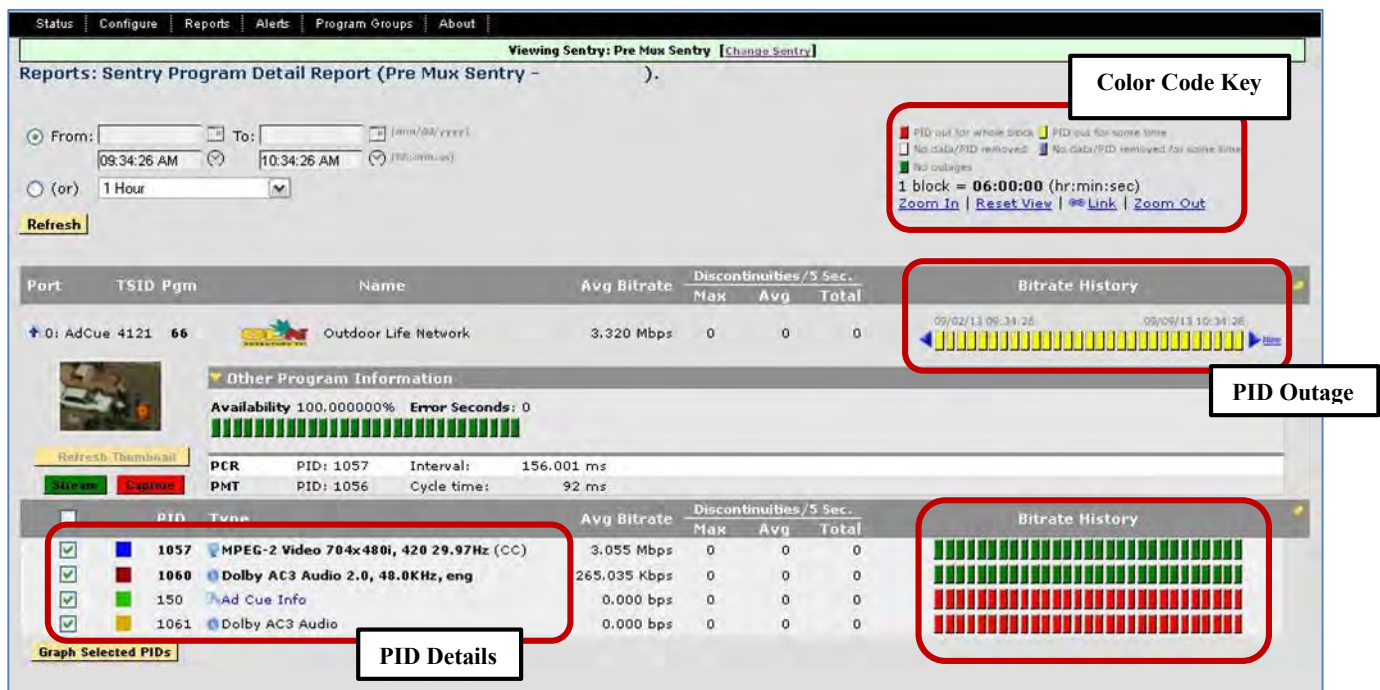 Status Configure Reports Alerts Program Groups About
Viewing Sentry: Pre Mux Sentry [Change Sentry]
Reports: Sentry Program Detail Report (Pre Mux Sentry - ).
Color Code Key
From: To: (mm/dd/yyyy)
09:34:26 AM 10:34:26 AM (hh:mm:ss)
(or) 1 Hour
Refresh
PID out for whole block PID out for some time
No data/PID removed No data/PID removed for some time
No outages
1 block = 06:00:00 (hr:min:sec)
Zoom In | Reset View | Link | Zoom Out
Port TSID Pgm Name Avg Bitrate Discontinuities/5 Sec. Bitrate History
Max Avg Total
0: AdCue 4121 66 Outdoor Life Network 3.320 Mbps 0 0 0
09/02/13 09:34:26 09/09/13 10:34:26
Now
PID Outage
Other Program Information
Availability 100.000000% Error Seconds: 0
Refresh Thumbnail
Stream Capture
PCR PID: 1057 Interval: 156.001 ms
PMT PID: 1056 Cycle time: 92 ms
PID Type Avg Bitrate Discontinuities/5 Sec. Bitrate History
Max Avg Total
1057 MPEG-2 Video 704x480i, 420 29.97Hz (CC) 3.055 Mbps 0 0 0
1060 Dolby AC3 Audio 2.0, 48.0KHz, eng 265.035 Kbps 0 0 0
150 Ad Cue Info 0.000 bps 0 0 0
1061 Dolby AC3 Audio 0.000 bps 0 0 0
Graph Selected PIDs
PID Details